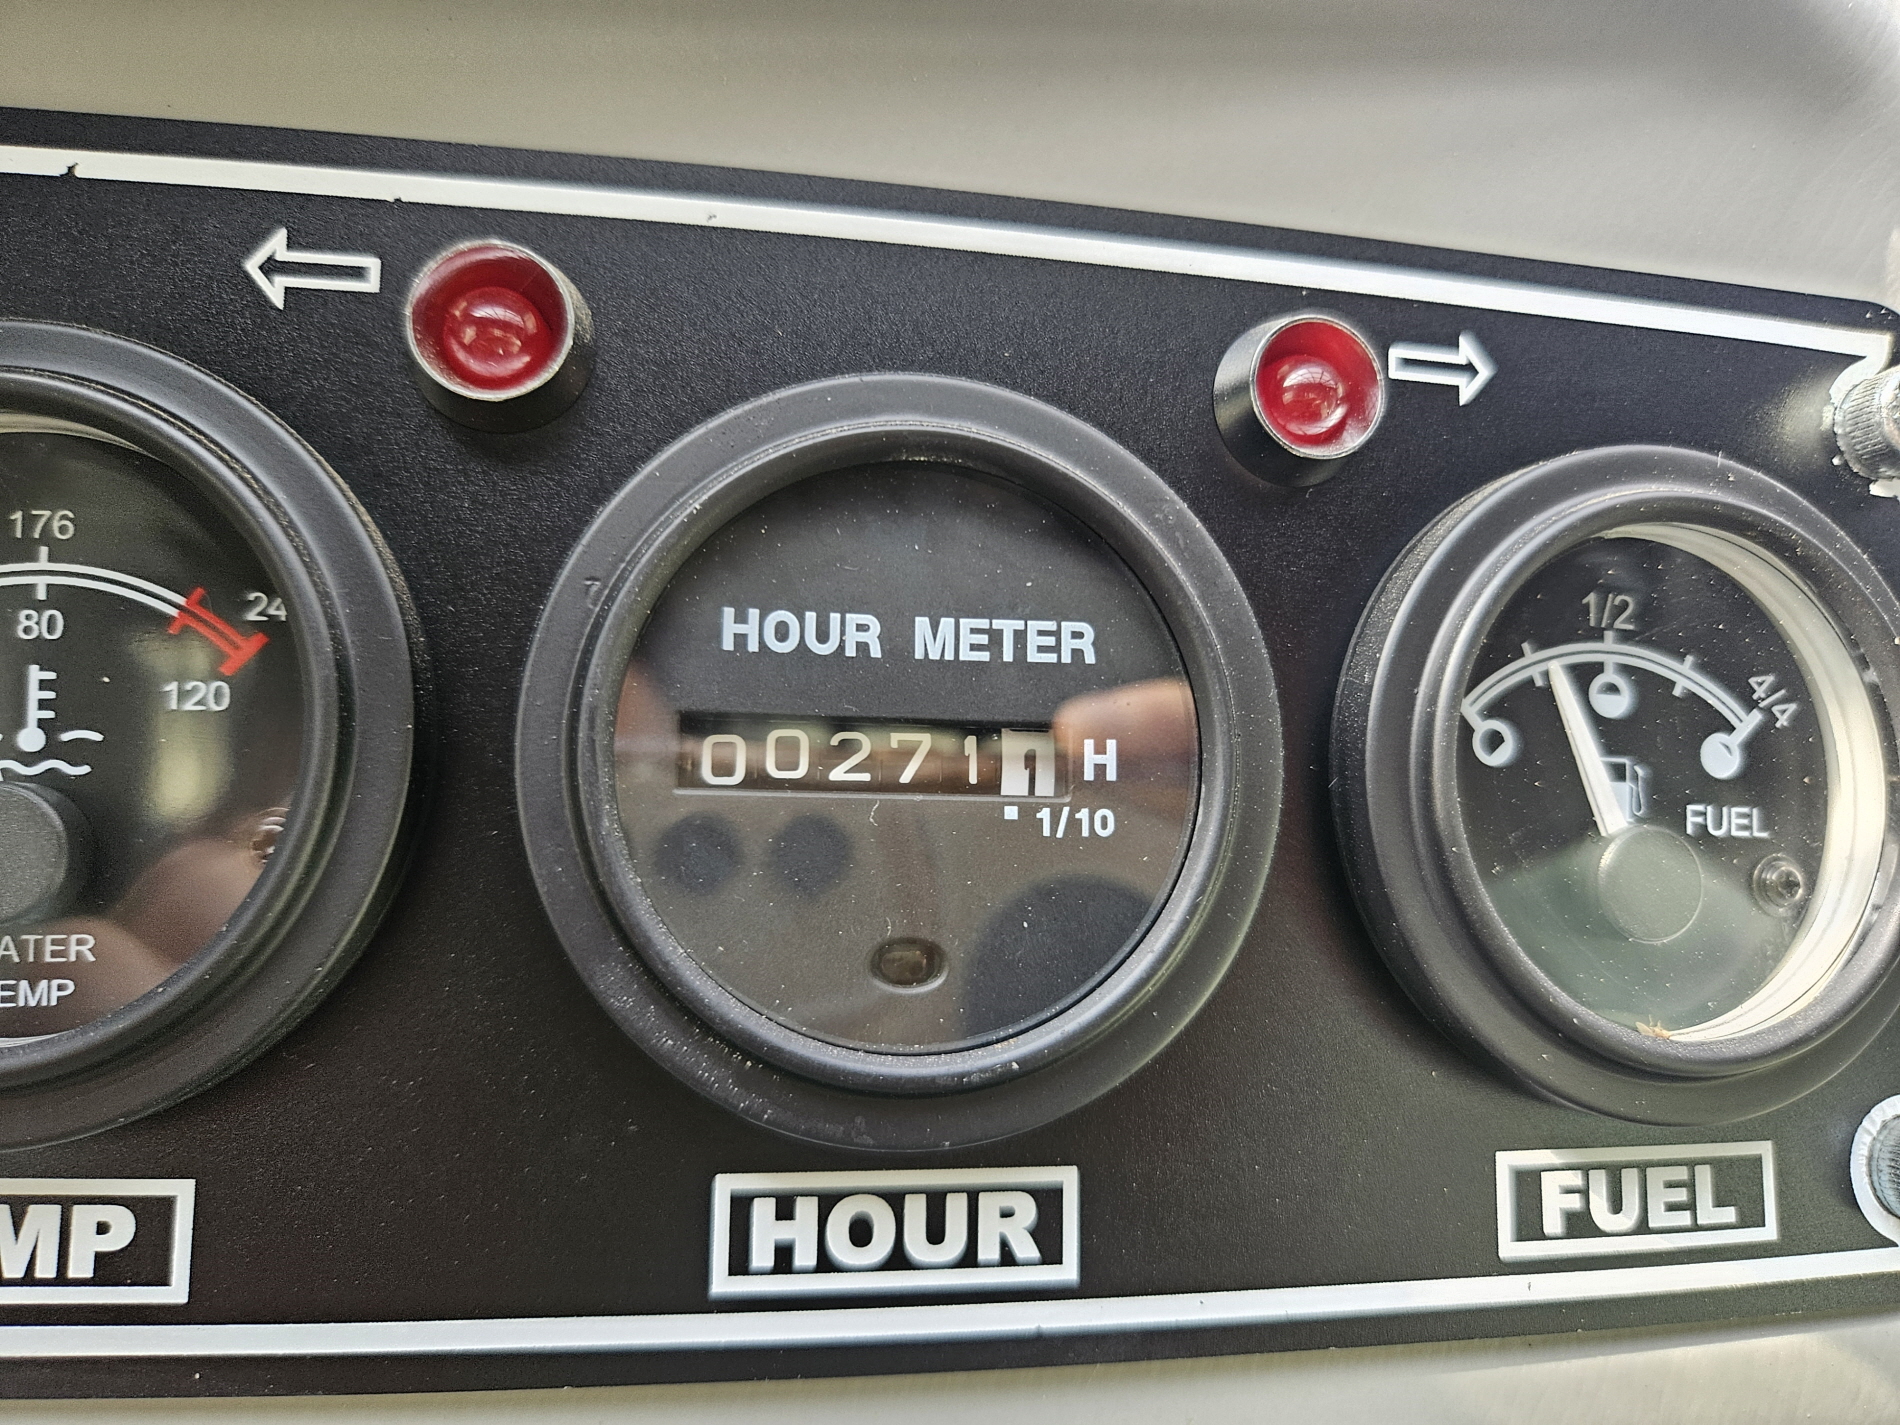 176
80
24
120
ATER
EMP
MP
HOUR METER
00271
H
1/10
HOUR
1/2
4/4
FUEL
FUEL